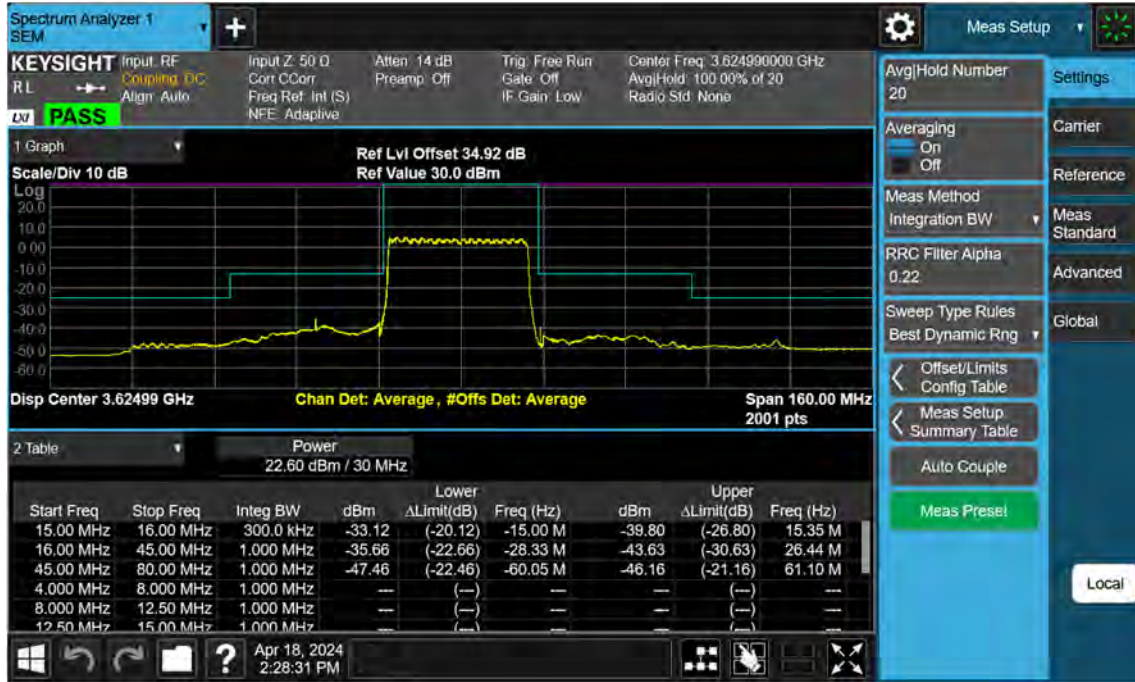 Spectrum Analyzer 1
SEM
+
Meas Setup
KEYSIGHT
RL
LXI
PASS
Input: RF
Coupling: DC
Align: Auto
Input Z: 50 Ω
Corr CCorr
Freq Ref: Int (S)
NFE: Adaptive
Atten: 14 dB
Preamp: Off
Trig: Free Run
Gate: Off
IF Gain: Low
Center Freq: 3.624990000 GHz
Avg|Hold: 100.00% of 20
Radio Std: None
1 Graph
Scale/Div 10 dB
Ref Lvl Offset 34.92 dB
Ref Value 30.0 dBm
Log
20.0
10.0
0.00
-10.0
-20.0
-30.0
-40.0
-50.0
-60.0
Disp Center 3.62499 GHz
Chan Det: Average, #Offs Det: Average
Span 160.00 MHz
2001 pts
2 Table
Power
22.60 dBm / 30 MHz
Lower Upper
Start Freq Stop Freq Integ BW dBm ΔLimit(dB) Freq (Hz) dBm ΔLimit(dB) Freq (Hz)
15.00 MHz 16.00 MHz 300.0 kHz -33.12 (-20.12) -15.00 M -39.80 (-26.80) 15.35 M
16.00 MHz 45.00 MHz 1.000 MHz -35.66 (-22.66) -28.33 M -43.63 (-30.63) 26.44 M
45.00 MHz 80.00 MHz 1.000 MHz -47.46 (-22.46) -60.05 M -46.16 (-21.16) 61.10 M
4.000 MHz 8.000 MHz 1.000 MHz --- (---) --- --- (---) ---
8.000 MHz 12.50 MHz 1.000 MHz --- (---) --- --- (---) ---
12.50 MHz 15.00 MHz 1.000 MHz --- (---) --- --- (---) ---
?
Apr 18, 2024
2:28:31 PM
Avg|Hold Number
20
Averaging
On
Off
Meas Method
Integration BW
RRC Filter Alpha
0.22
Sweep Type Rules
Best Dynamic Rng
Offset/Limits
Config Table
Meas Setup
Summary Table
Auto Couple
Meas Preset
Settings
Carrier
Reference
Meas
Standard
Advanced
Global
Local